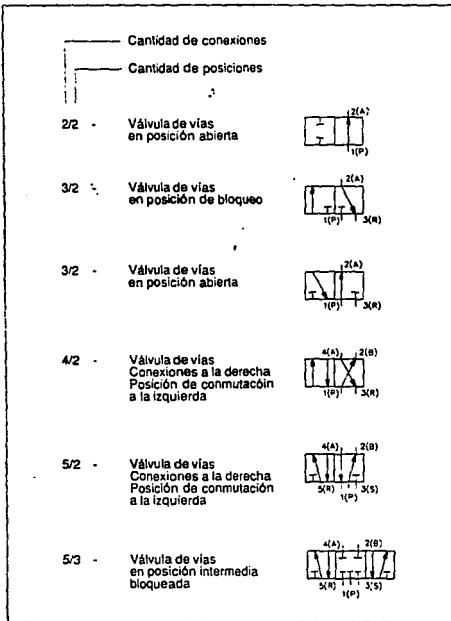 Cantidad de conexiones
Cantidad de posiciones
2/2 - Válvula de vías
en posición abierta
2(A)
1(P)
3/2 - Válvula de vías
en posición de bloqueo
2(A)
1(P) 3(R)
3/2 - Válvula de vías
en posición abierta
2(A)
1(P) 3(R)
4/2 - Válvula de vías
Conexiones a la derecha
Posición de conmutacóin
a la izquierda
4(A) 2(B)
1(P) 3(R)
5/2 - Válvula de vías
Conexiones a la derecha
Posición de conmutación
a la izquierda
4(A) 2(B)
5(R) 1(P) 3(S)
5/3 - Válvula de vías
en posición intermedia
bloqueada
4(A) 2(B)
5(R) 1(P) 3(S)